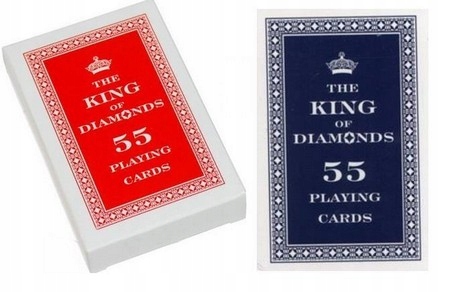 THE
KING
OF
DIAMONDS
55
PLAYING
CARDS
THE
KING
OF
DIAMONDS
55
PLAYING
CARDS